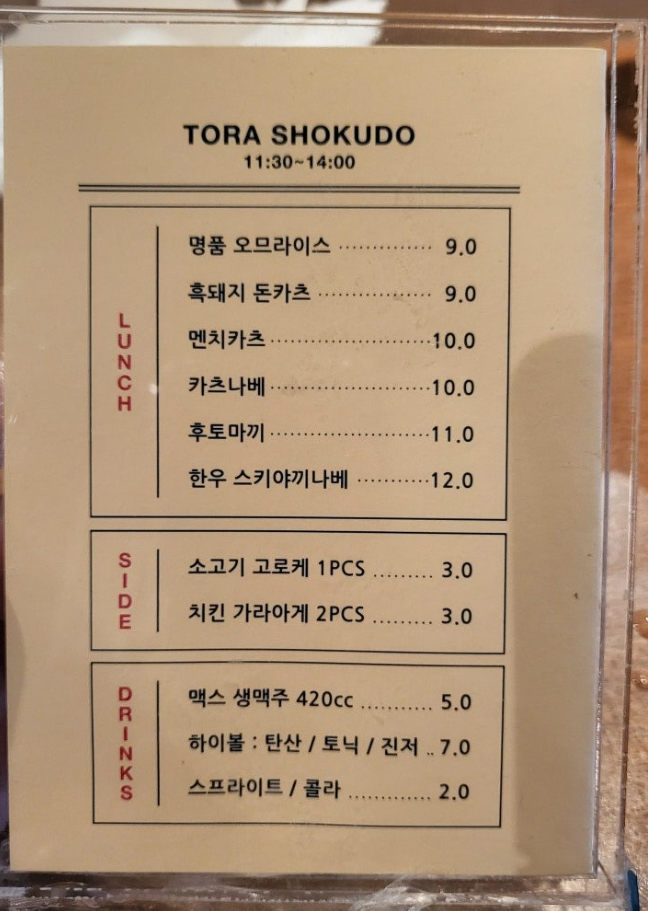 TORA SHOKUDO
11:30~14:00
LUNCH
명품 오므라이스 ·············· 9.0
흑돼지 돈카츠 ·············· 9.0
멘치카츠 ····················10.0
카츠나베 ····················10.0
후토마끼 ····················11.0
한우 스키야끼나베 ·········12.0
SIDE
소고기 고로케 1PCS ......... 3.0
치킨 가라아게 2PCS ......... 3.0
DRINKS
맥스 생맥주 420cc ........... 5.0
하이볼 : 탄산 / 토닉 / 진저 .. 7.0
스프라이트 / 콜라 ............. 2.0